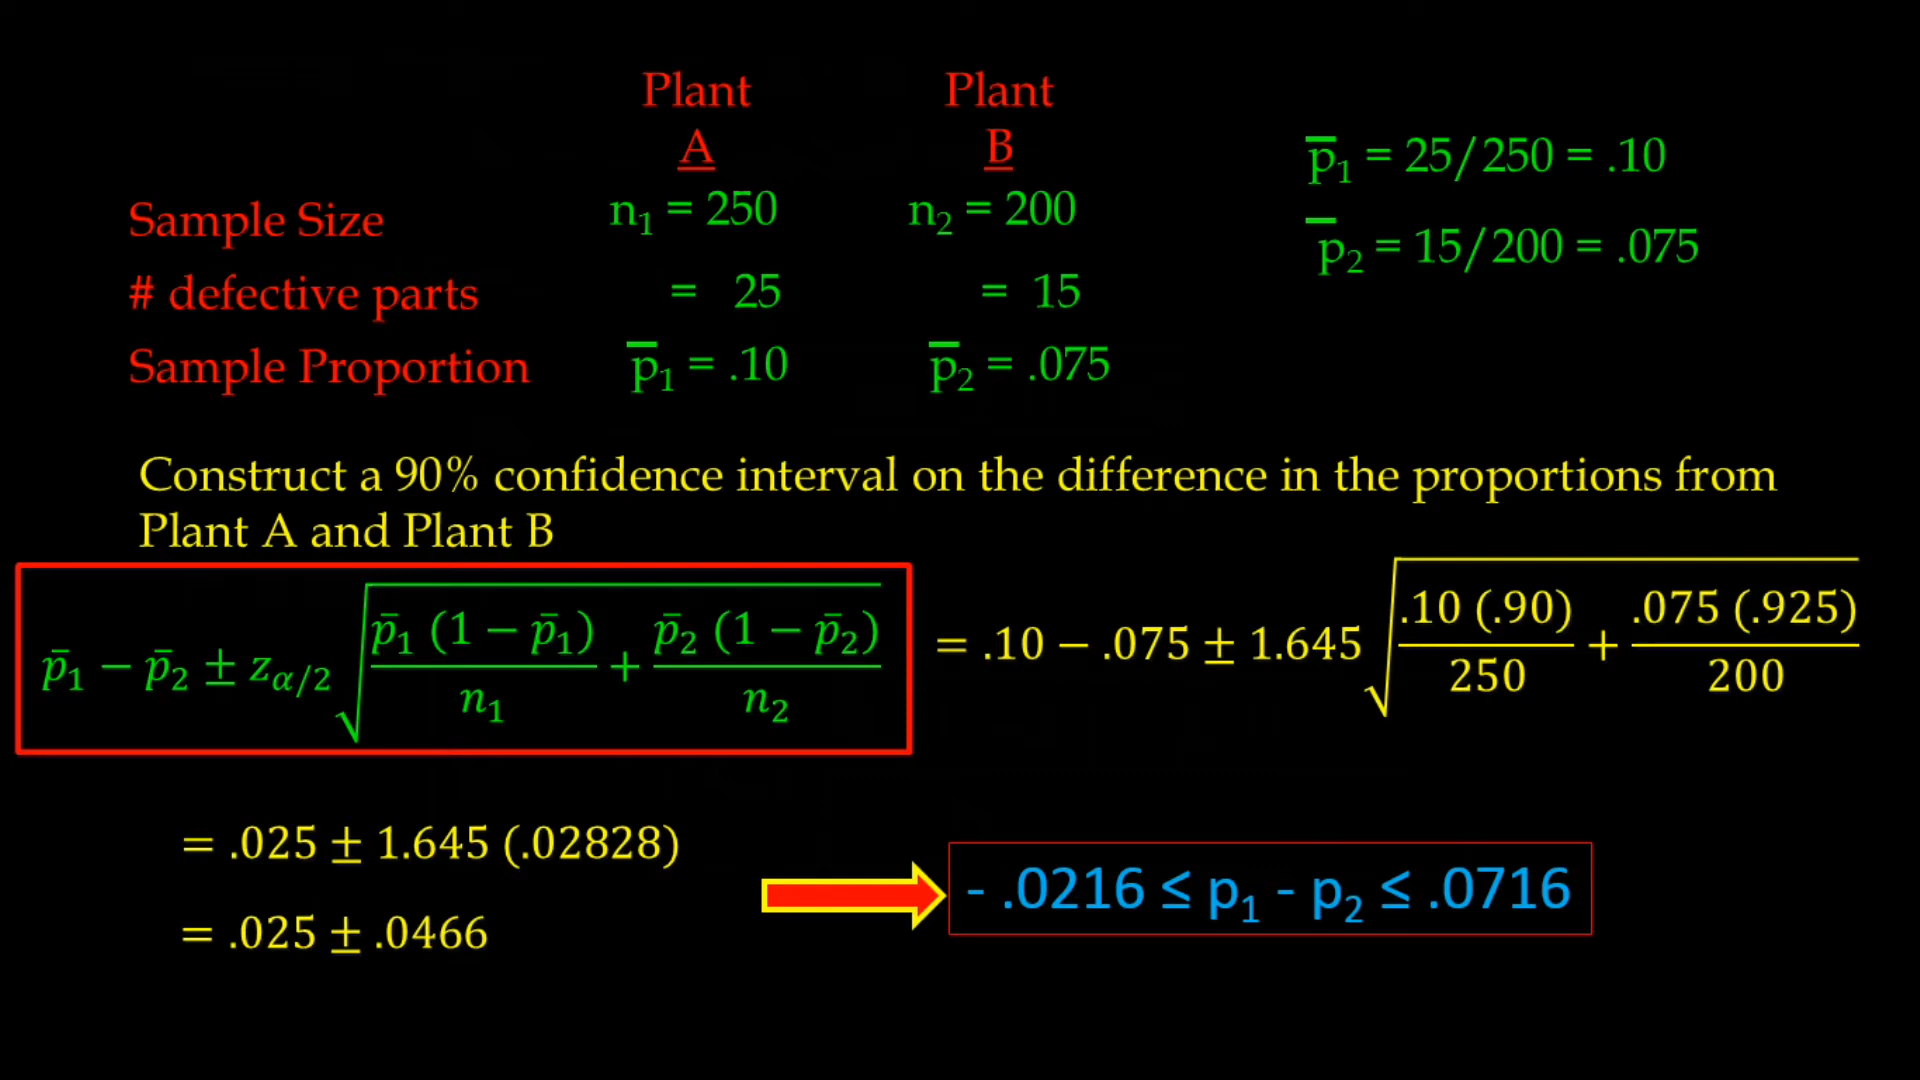 Plant Plant
A B
p̅₁ = 25/250 = .10
Sample Size n₁ = 250 n₂ = 200
p̅₂ = 15/200 = .075
# defective parts = 25 = 15
Sample Proportion p̅₁ = .10 p̅₂ = .075
Construct a 90% confidence interval on the difference in the proportions from
Plant A and Plant B
p̅₁ − p̅₂ ± z_{α/2} √(p̅₁ (1 − p̅₁)/n₁ + p̅₂ (1 − p̅₂)/n₂) = .10 − .075 ± 1.645 √(.10 (.90)/250 + .075 (.925)/200)
= .025 ± 1.645 (.02828)
- .0216 ≤ p₁ - p₂ ≤ .0716
= .025 ± .0466